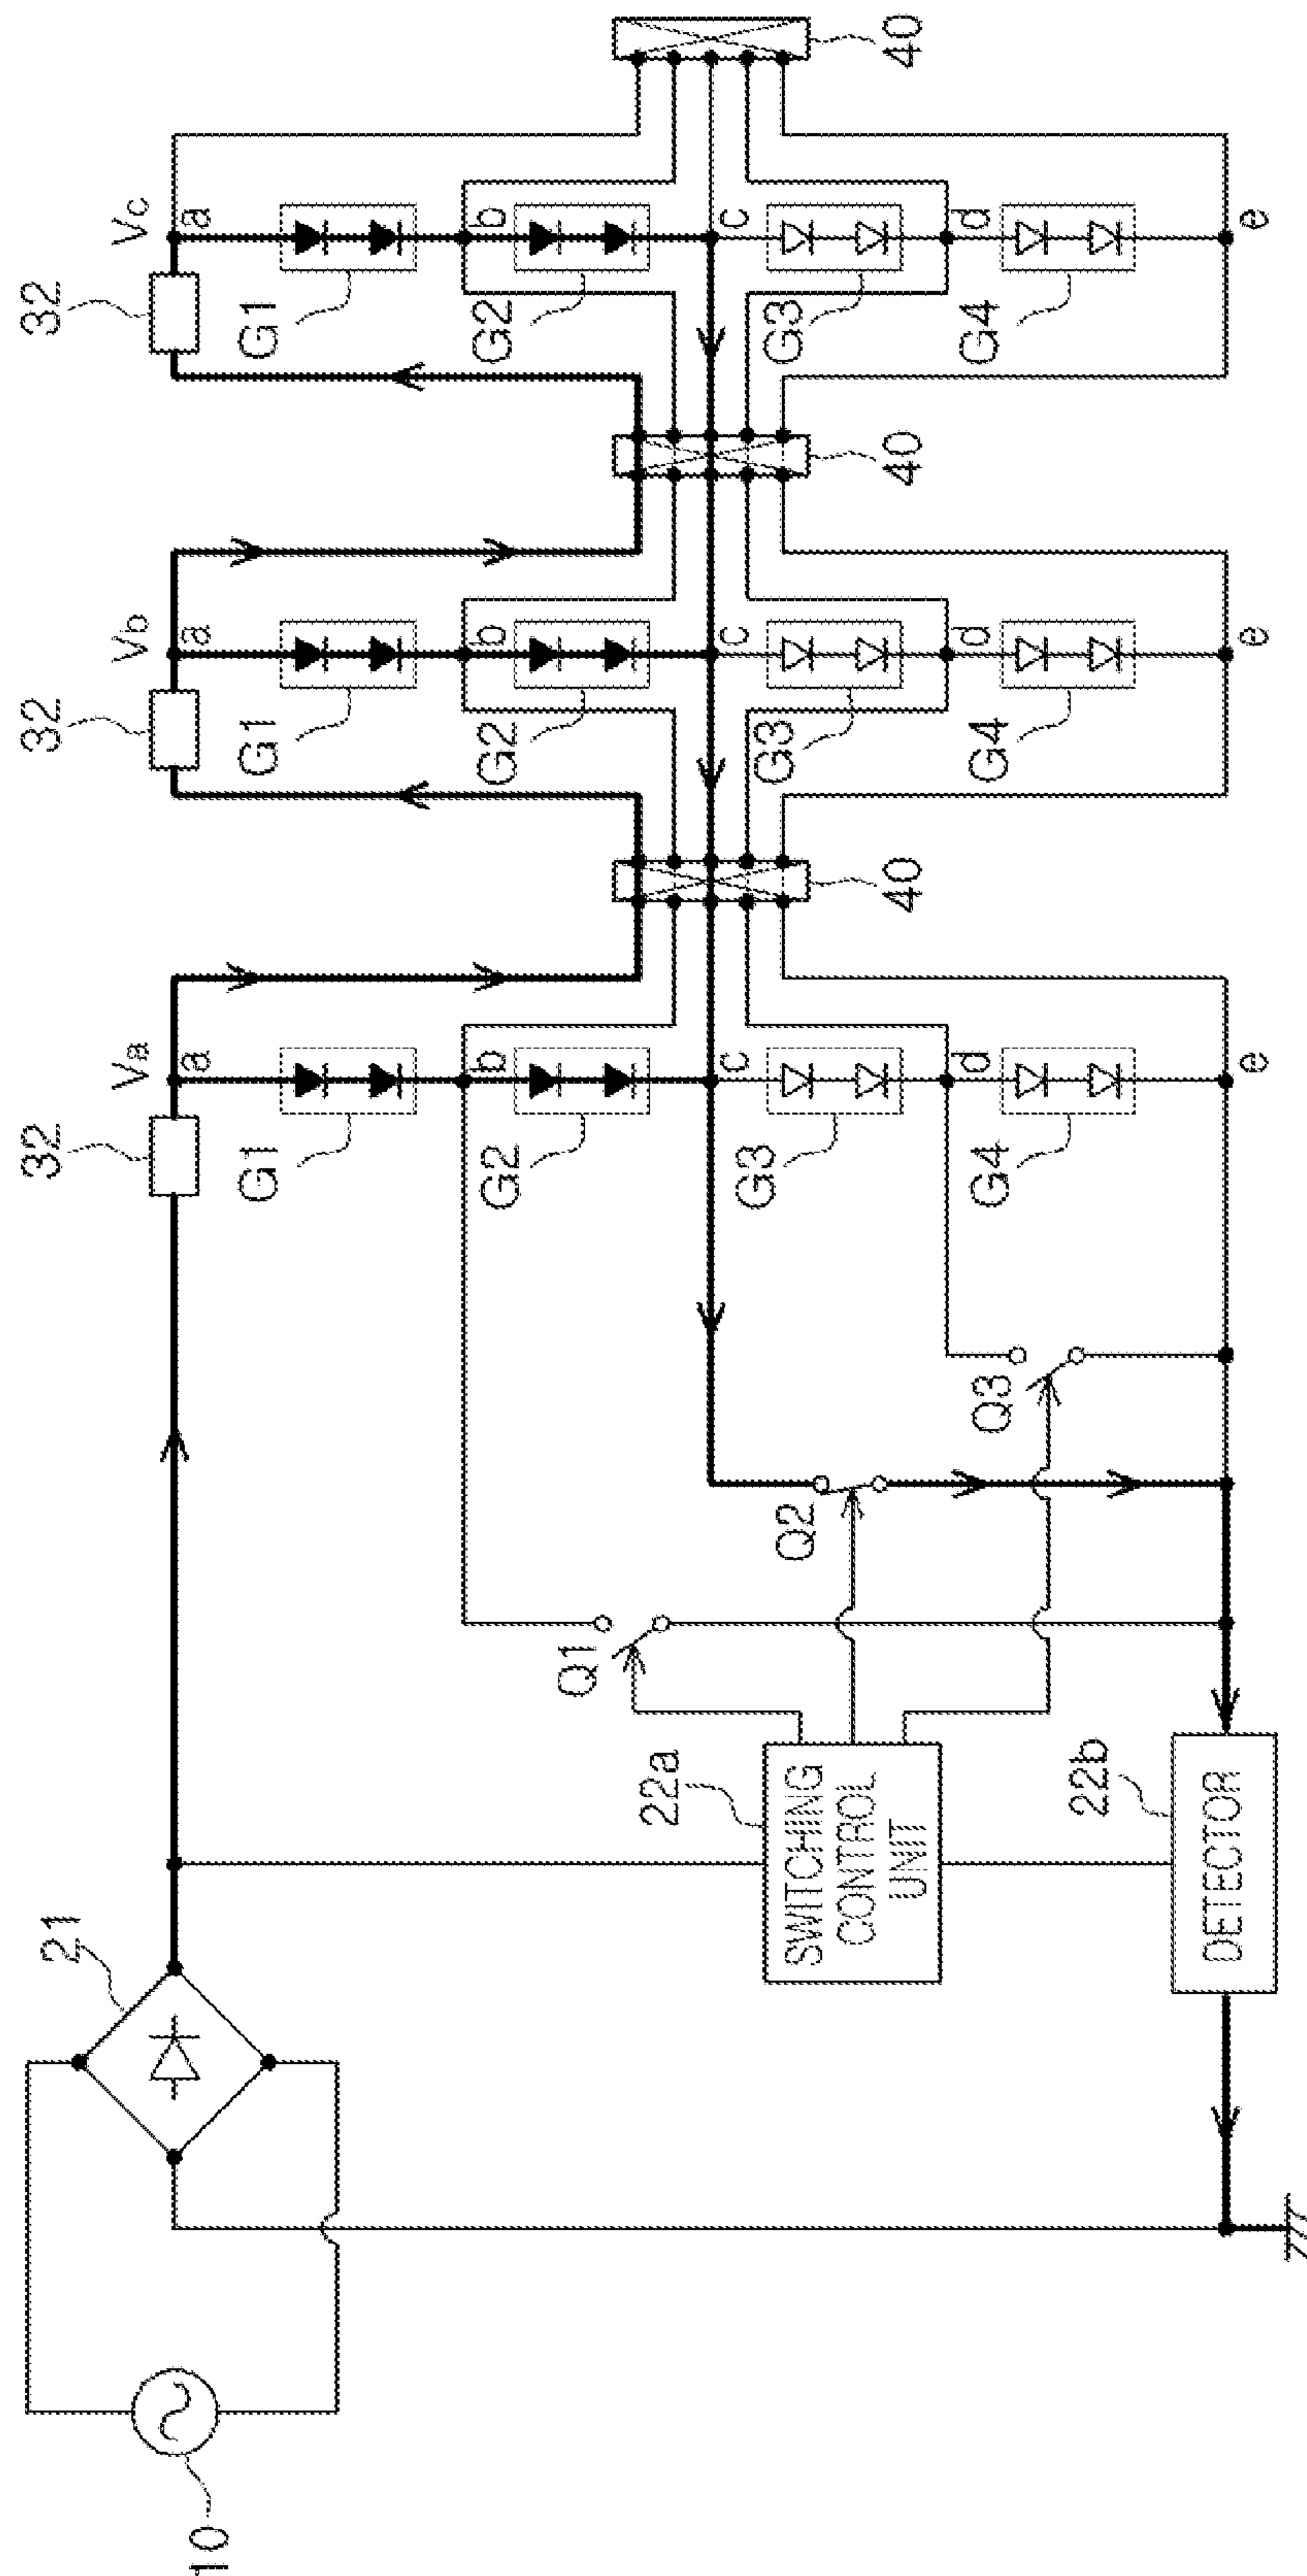 10
21
32
Va
a
G1
b
G2
c
G3
d
G4
e
40
32
Vb
a
G1
b
G2
c
G3
d
G4
e
40
32
Vc
a
G1
b
G2
c
G3
d
G4
e
40
Q1
Q2
Q3
22a
SWITCHING
CONTROL
UNIT
22b
DETECTOR